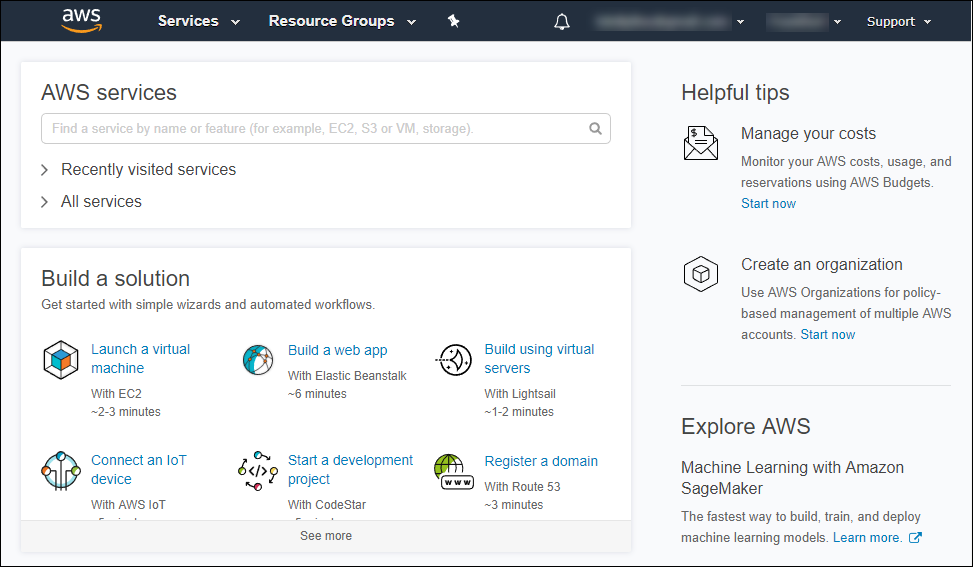 aws
Services
Resource Groups
Support
AWS services
Find a service by name or feature (for example, EC2, S3 or VM, storage).
Recently visited services
All services
Build a solution
Get started with simple wizards and automated workflows.
Launch a virtual
machine
With EC2
~2-3 minutes
Build a web app
With Elastic Beanstalk
~6 minutes
Build using virtual
servers
With Lightsail
~1-2 minutes
Connect an IoT
device
With AWS IoT
Start a development
project
With CodeStar
Register a domain
With Route 53
~3 minutes
www
See more
Helpful tips
Manage your costs
Monitor your AWS costs, usage, and
reservations using AWS Budgets.
Start now
Create an organization
Use AWS Organizations for policy-
based management of multiple AWS
accounts. Start now
Explore AWS
Machine Learning with Amazon
SageMaker
The fastest way to build, train, and deploy
machine learning models. Learn more.